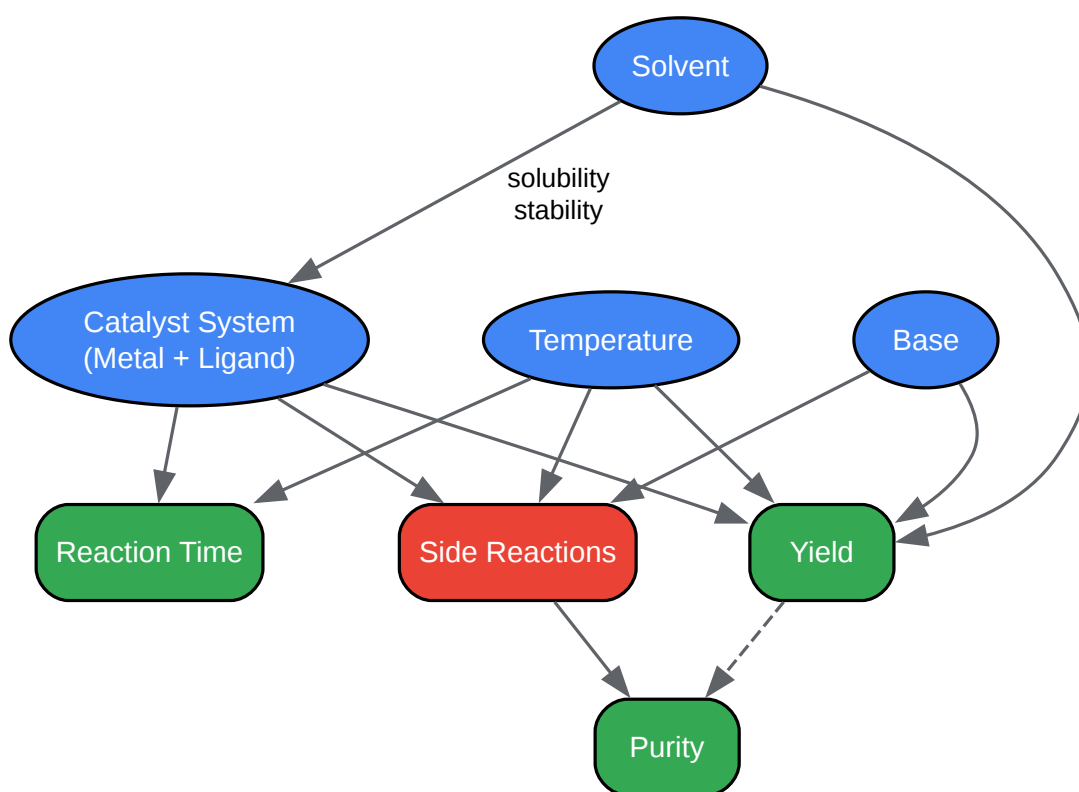 Solvent
solubility
stability
Catalyst System
(Metal + Ligand)
Temperature
Base
Reaction Time
Side Reactions
Yield
Purity